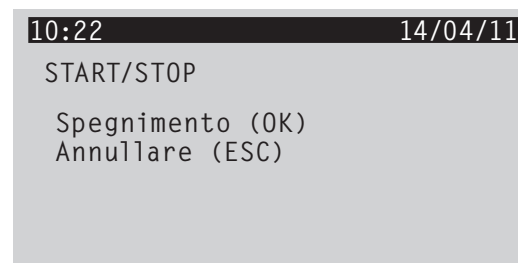 10:22 14/04/11
START/STOP
Spegnimento (OK)
Annullare (ESC)